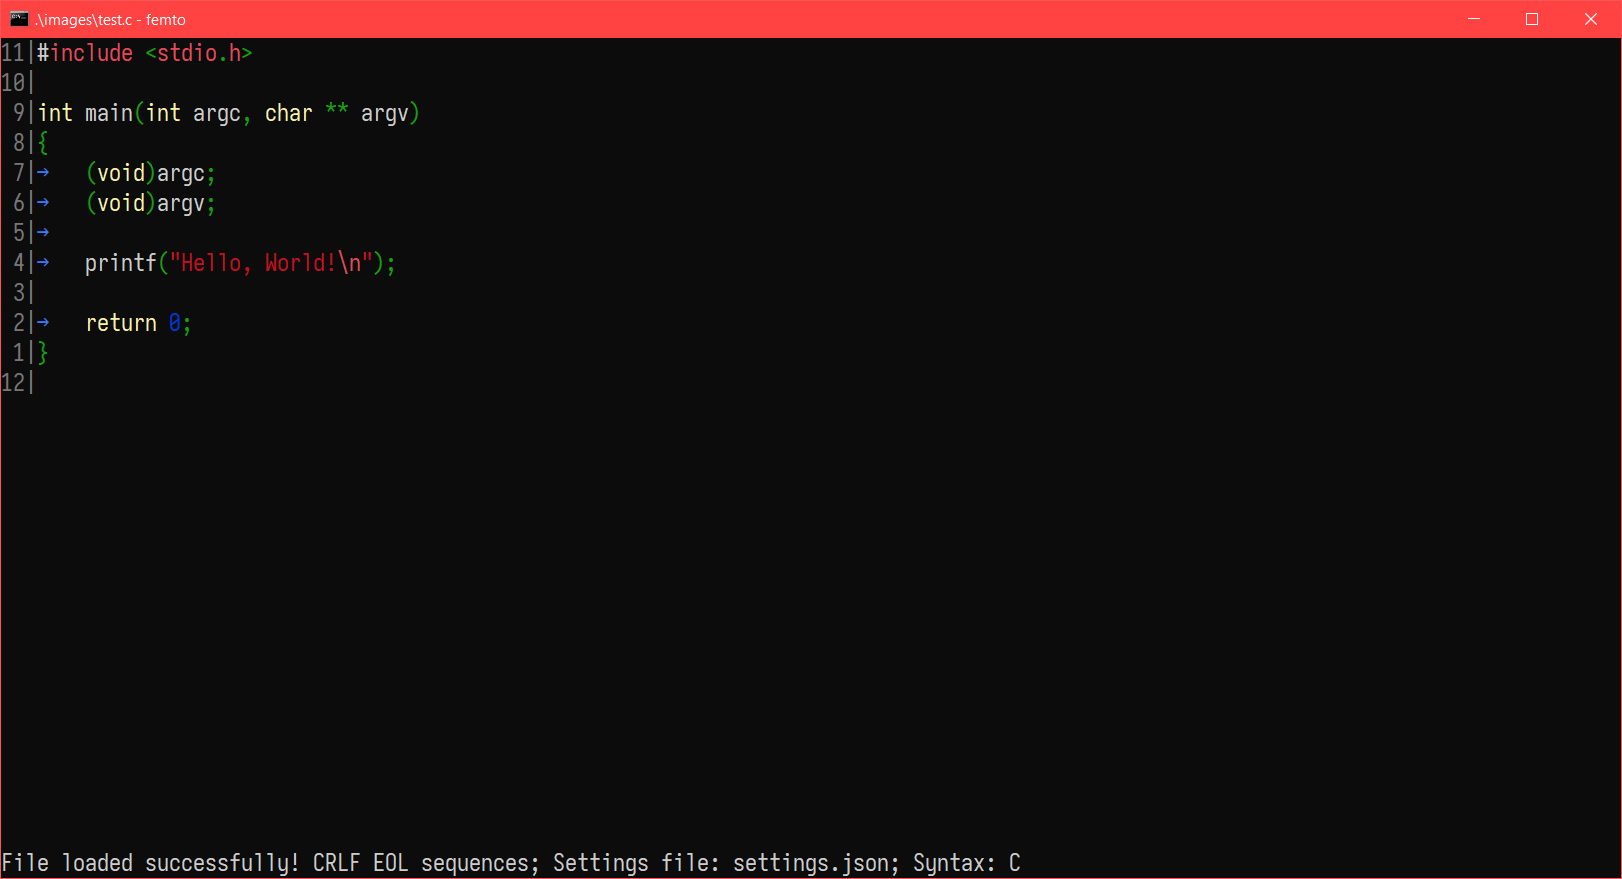 .\images\test.c - femto
11|#include <stdio.h>
10|
 9|int main(int argc, char ** argv)
 8|{
 7|→   (void)argc;
 6|→   (void)argv;
 5|→
 4|→   printf("Hello, World!\n");
 3|
 2|→   return 0;
 1|}
12|
File loaded successfully! CRLF EOL sequences; Settings file: settings.json; Syntax: C